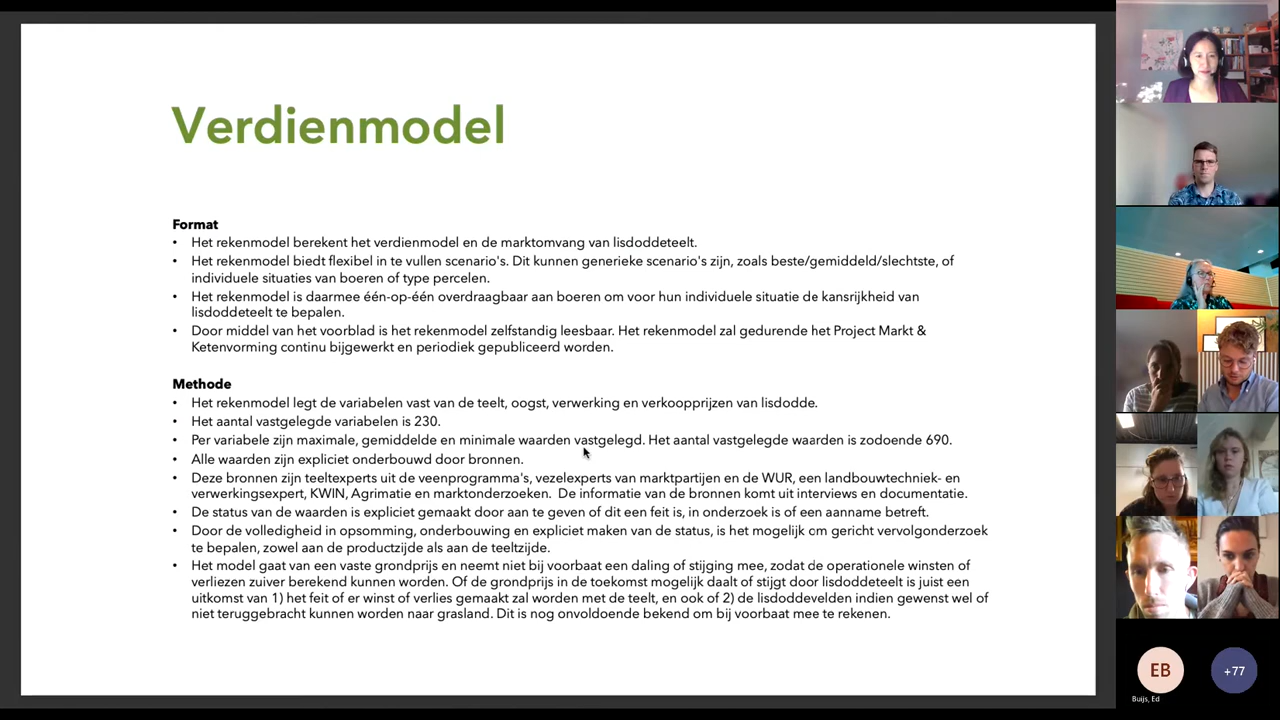 Verdienmodel
Format
• Het rekenmodel berekent het verdienmodel en de marktomvang van lisdoddeteelt.
• Het rekenmodel biedt flexibel in te vullen scenario's. Dit kunnen generieke scenario's zijn, zoals beste/gemiddeld/slechtste, of
individuele situaties van boeren of type percelen.
• Het rekenmodel is daarmee één-op-één overdraagbaar aan boeren om voor hun individuele situatie de kansrijkheid van
lisdoddeteelt te bepalen.
• Door middel van het voorblad is het rekenmodel zelfstandig leesbaar. Het rekenmodel zal gedurende het Project Markt &
Ketenvorming continu bijgewerkt en periodiek gepubliceerd worden.
Methode
• Het rekenmodel legt de variabelen vast van de teelt, oogst, verwerking en verkoopprijzen van lisdodde.
• Het aantal vastgelegde variabelen is 230.
• Per variabele zijn maximale, gemiddelde en minimale waarden vastgelegd. Het aantal vastgelegde waarden is zodoende 690.
• Alle waarden zijn expliciet onderbouwd door bronnen.
• Deze bronnen zijn teeltexperts uit de veenprogramma's, vezelexperts van marktpartijen en de WUR, een landbouwtechniek- en
verwerkingsexpert, KWIN, Agrimatie en marktonderzoeken. De informatie van de bronnen komt uit interviews en documentatie.
• De status van de waarden is expliciet gemaakt door aan te geven of dit een feit is, in onderzoek is of een aanname betreft.
• Door de volledigheid in opsomming, onderbouwing en expliciet maken van de status, is het mogelijk om gericht vervolgonderzoek
te bepalen, zowel aan de productzijde als aan de teeltzijde.
• Het model gaat van een vaste grondprijs en neemt niet bij voorbaat een daling of stijging mee, zodat de operationele winsten of
verliezen zuiver berekend kunnen worden. Of de grondprijs in de toekomst mogelijk daalt of stijgt door lisdoddeteelt is juist een
uitkomst van 1) het feit of er winst of verlies gemaakt zal worden met de teelt, en ook of 2) de lisdoddevelden indien gewenst wel of
niet teruggebracht kunnen worden naar grasland. Dit is nog onvoldoende bekend om bij voorbaat mee te rekenen.
EB
+77
Buijs, Ed